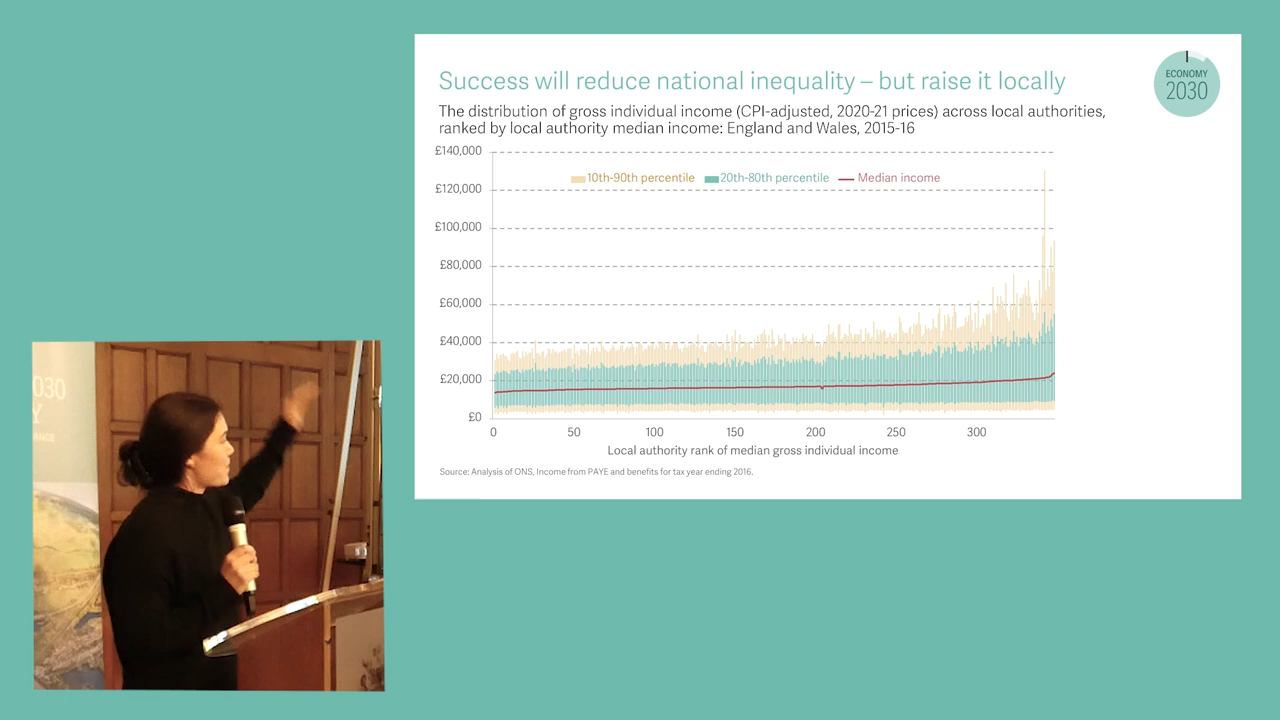 Success will reduce national inequality – but raise it locally
ECONOMY
2030
The distribution of gross individual income (CPI-adjusted, 2020-21 prices) across local authorities,
ranked by local authority median income: England and Wales, 2015-16
£140,000
10th-90th percentile 20th-80th percentile Median income
£120,000
£100,000
£80,000
£60,000
£40,000
£20,000
£0
0 50 100 150 200 250 300
Local authority rank of median gross individual income
Source: Analysis of ONS, Income from PAYE and benefits for tax year ending 2016.
030
Y